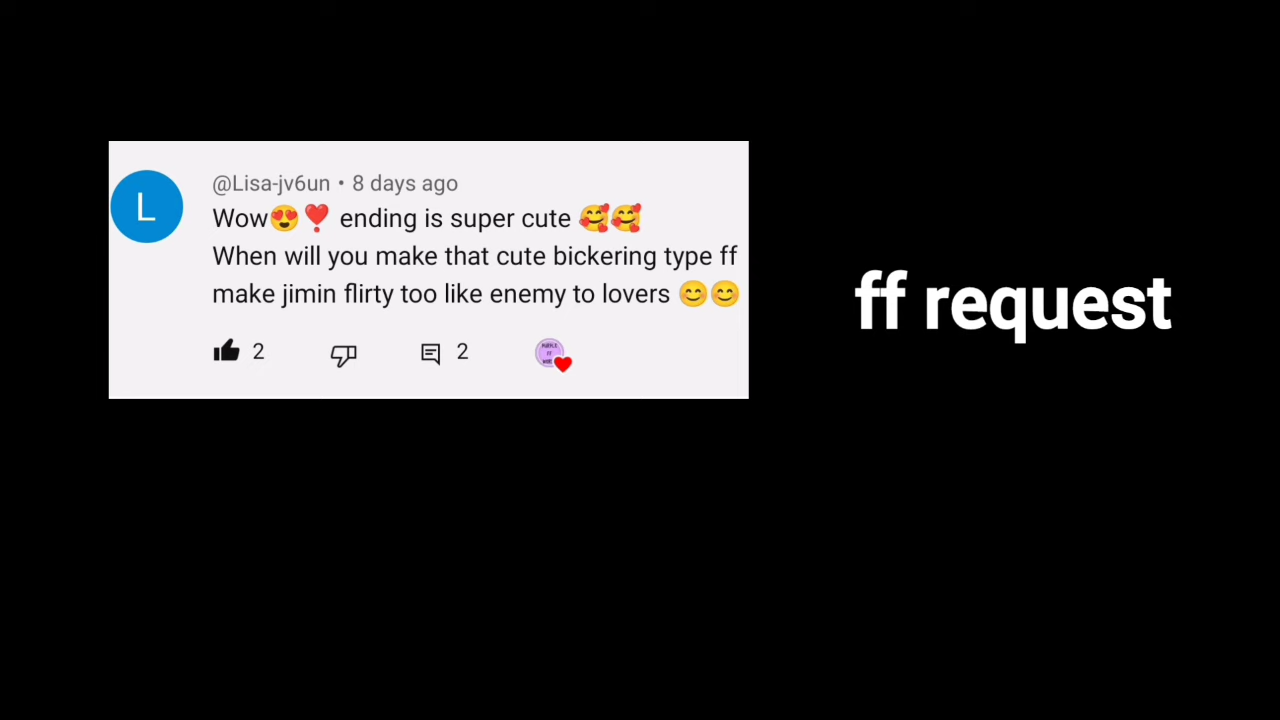 L
@Lisa-jv6un • 8 days ago
Wow😍❣️ ending is super cute 🥰🥰
When will you make that cute bickering type ff
make jimin flirty too like enemy to lovers 😊😊
2 2
ff request